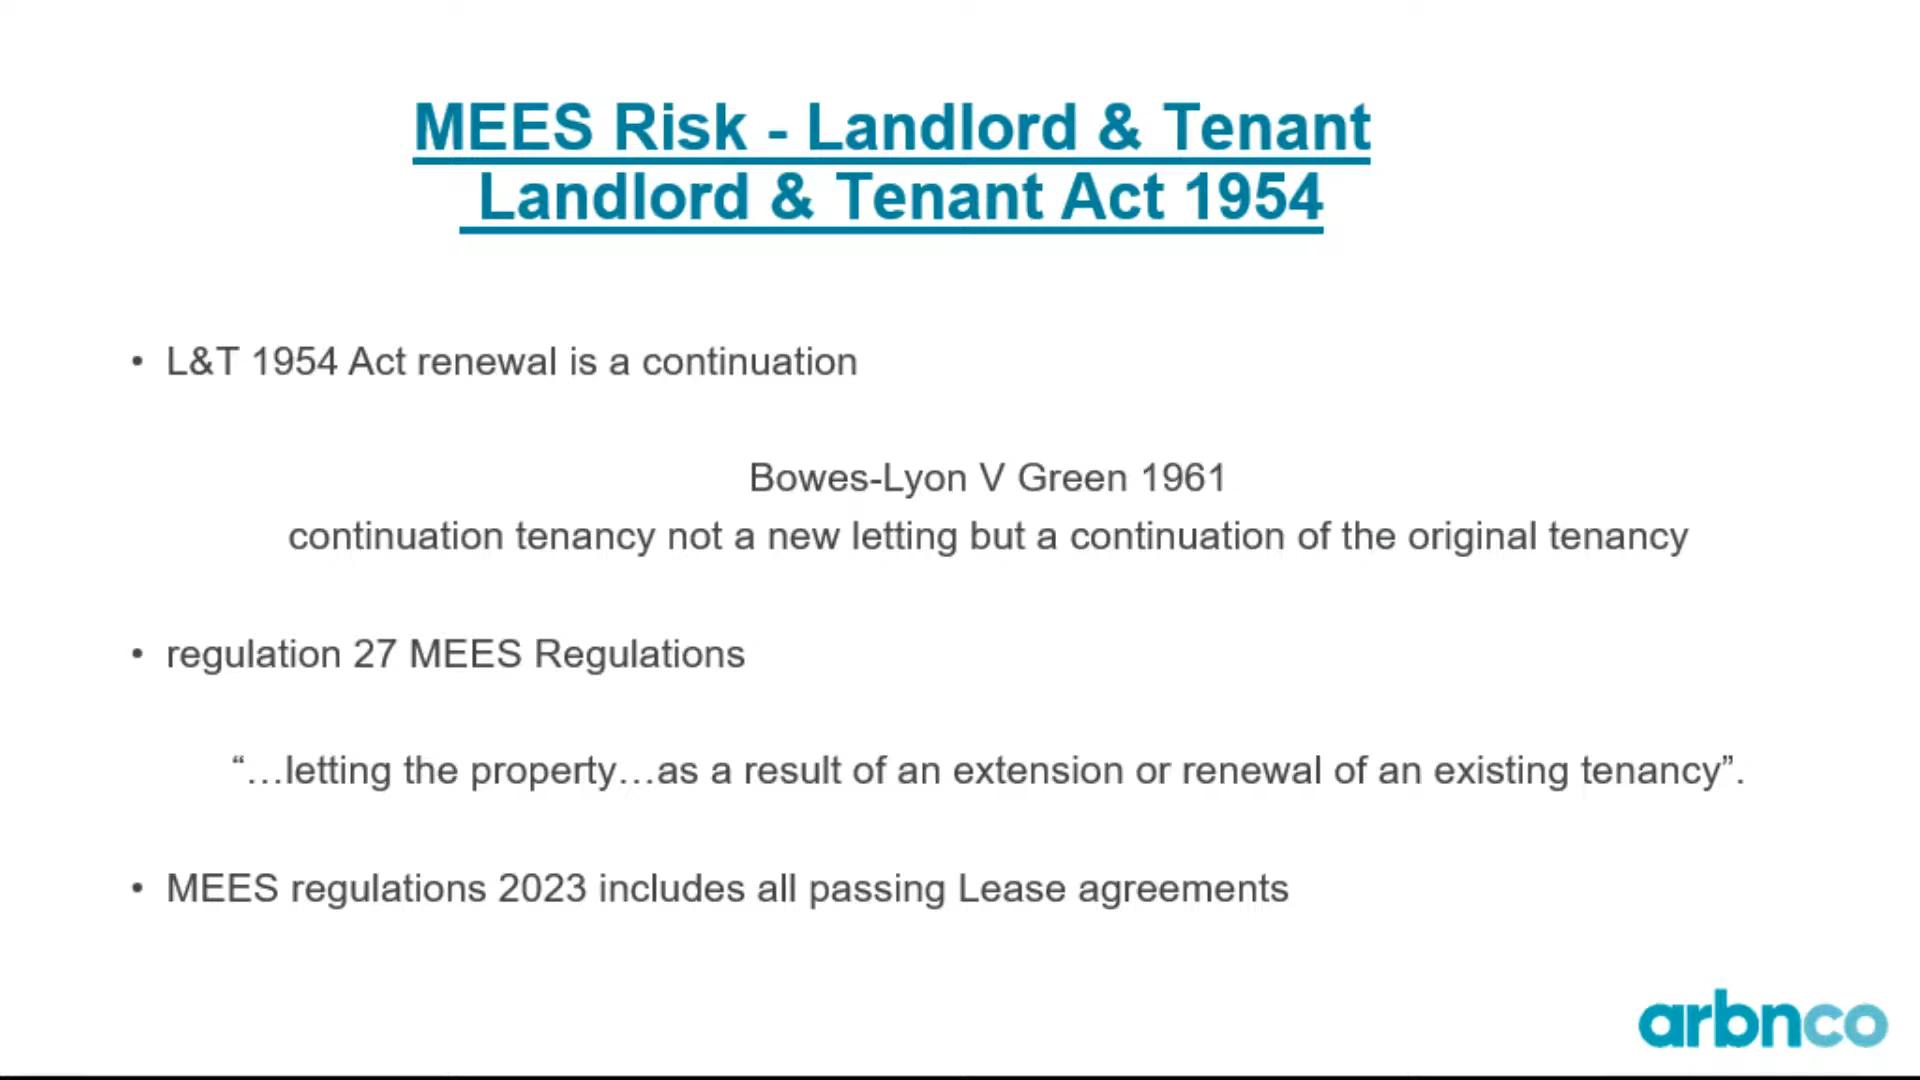 MEES Risk - Landlord & Tenant
Landlord & Tenant Act 1954
• L&T 1954 Act renewal is a continuation
Bowes-Lyon V Green 1961
continuation tenancy not a new letting but a continuation of the original tenancy
• regulation 27 MEES Regulations
“…letting the property…as a result of an extension or renewal of an existing tenancy”.
• MEES regulations 2023 includes all passing Lease agreements
arbnco